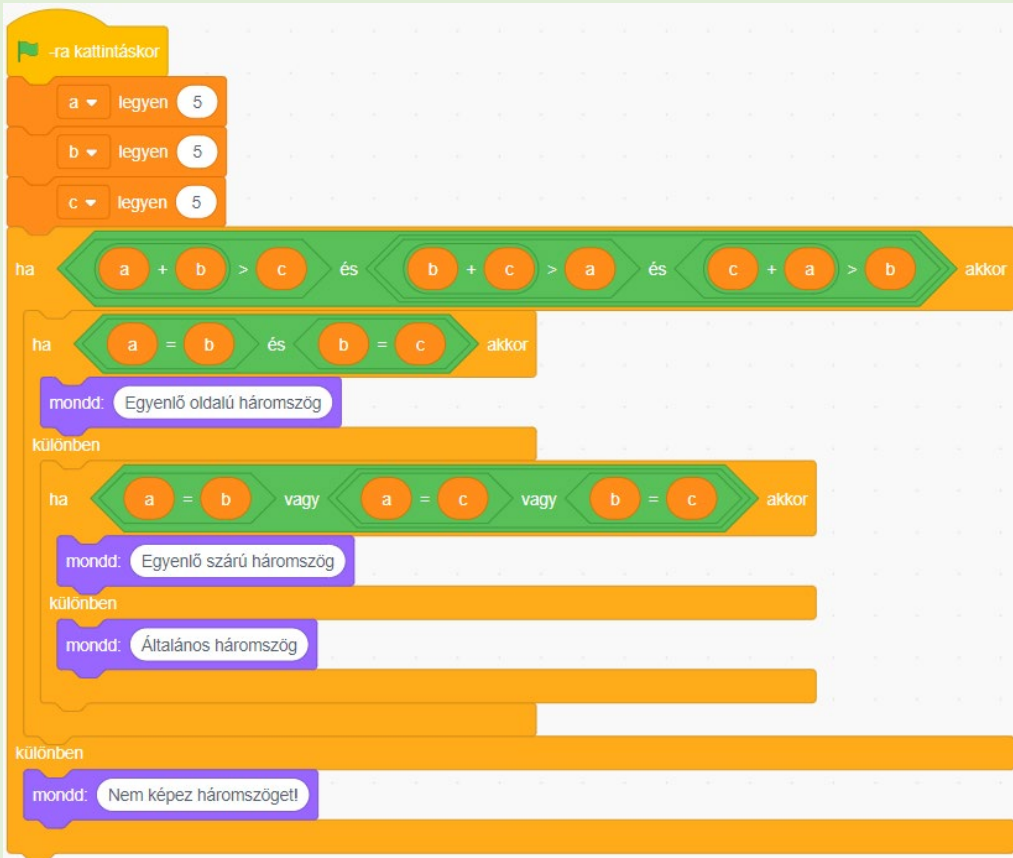 -ra kattintáskor
a legyen 5
b legyen 5
c legyen 5
ha a + b > c és b + c > a és c + a > b akkor
ha a = b és b = c akkor
mondd: Egyenlő oldalú háromszög
különben
ha a = b vagy a = c vagy b = c akkor
mondd: Egyenlő szárú háromszög
különben
mondd: Általános háromszög
különben
mondd: Nem képez háromszöget!